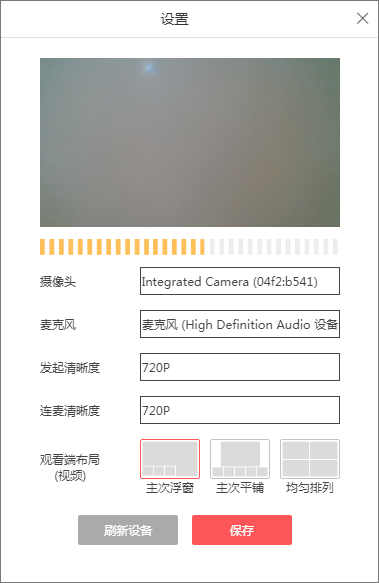 设置
摄像头
Integrated Camera (04f2:b541)
麦克风
麦克风 (High Definition Audio 设备
发起清晰度
720P
连麦清晰度
720P
观看端布局
(视频)
主次浮窗
主次平铺
均匀排列
刷新设备
保存